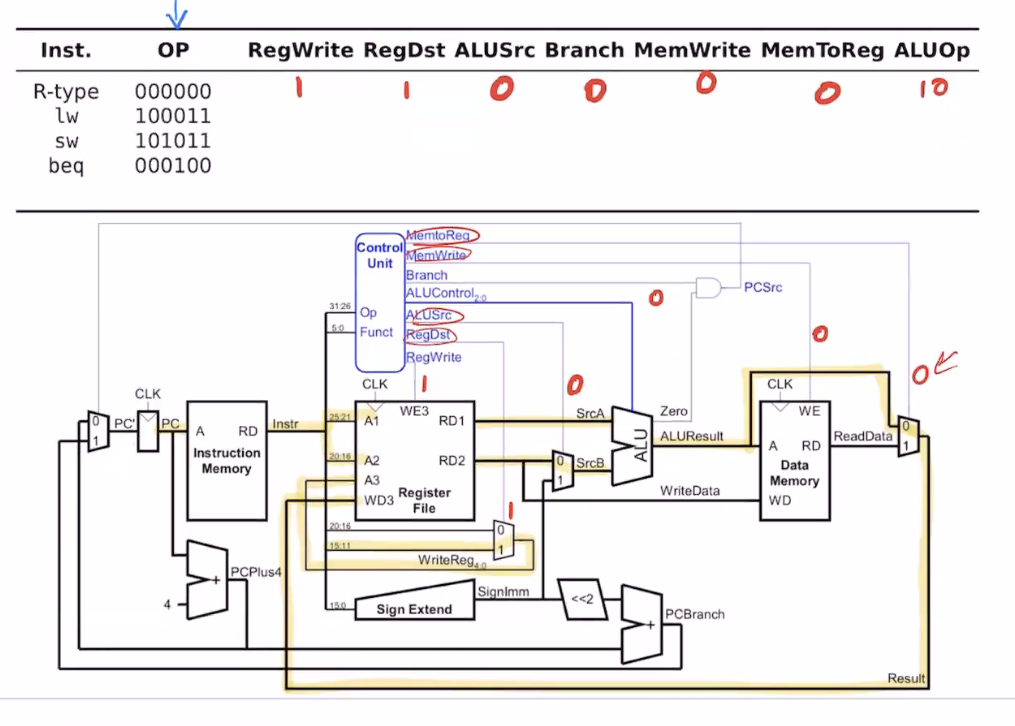 Inst. OP RegWrite RegDst ALUSrc Branch MemWrite MemToReg ALUOp
R-type 000000 1 1 0 0 0 0 10
lw 100011
sw 101011
beq 000100
MemtoReg
Control Unit
MemWrite
Branch
ALUControl2:0
PCSrc
0
31:26 Op
ALUSrc
5:0 Funct
RegDst
RegWrite
0
CLK
CLK
1
0
CLK
0
0
1
PC'
PC
A RD
Instruction Memory
Instr
25:21 A1
WE3
RD1
SrcA
Zero
ALU
ALUResult
WE
A RD
ReadData
0
1
20:16 A2
RD2
0
1
SrcB
Data Memory
A3
WD3
Register File
WriteData
WD
1
20:16
0
15:11
1
WriteReg4:0
PCPlus4
+
4
15:0
Sign Extend
SignImm
<<2
+
PCBranch
Result